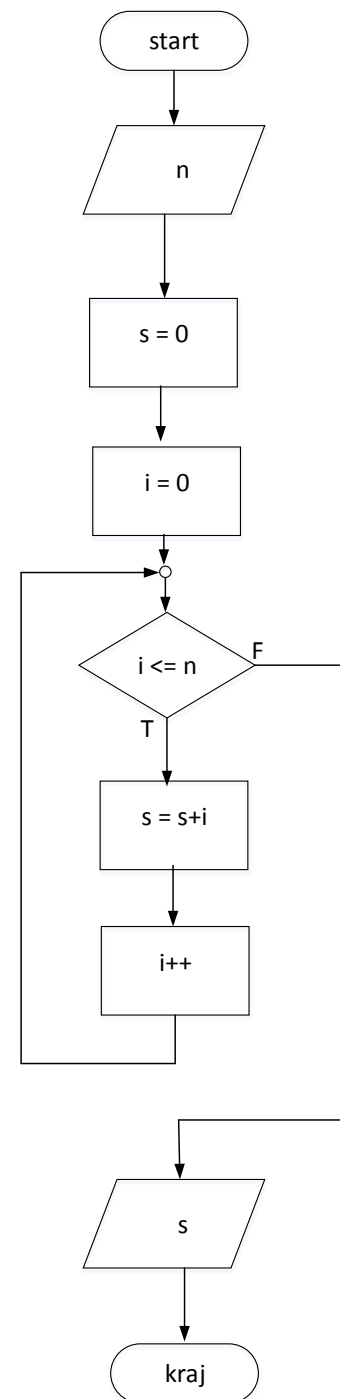 start
n
s = 0
i = 0
i <= n
F
T
s = s+i
i++
s
kraj